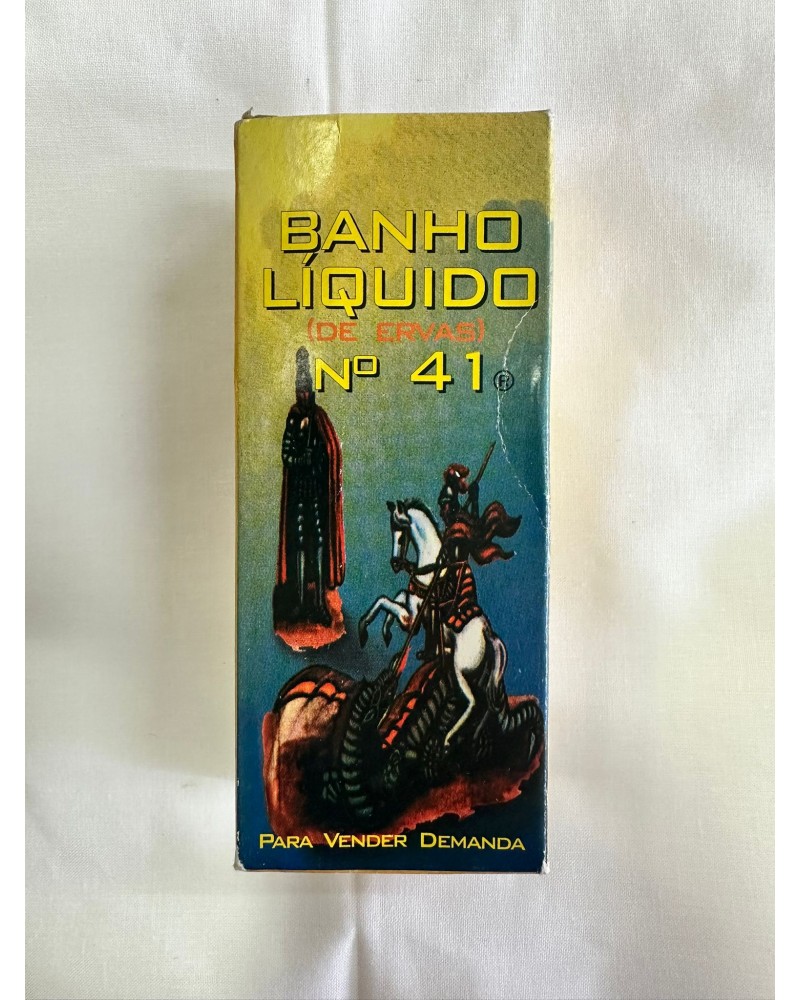 BANHO
LÍQUIDO
(DE ERVAS)
Nº 41®
PARA VENDER DEMANDA